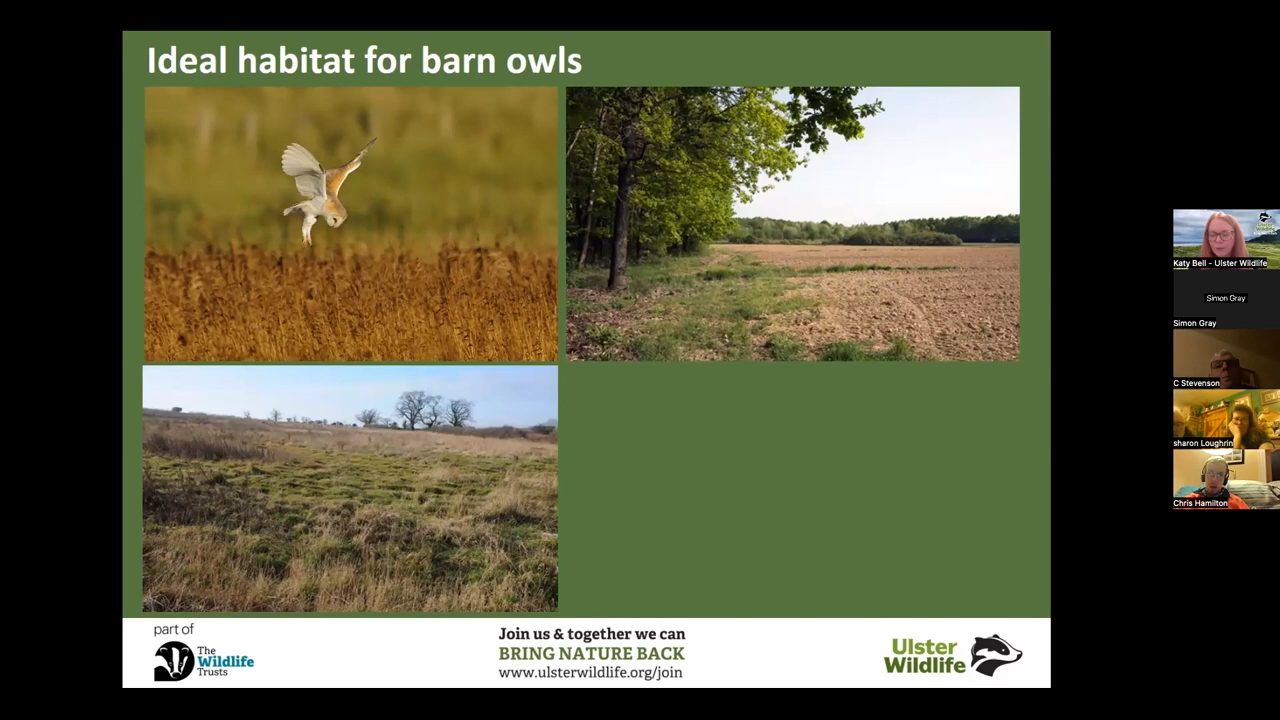 Ideal habitat for barn owls
part of
The
Wildlife
Trusts
Join us & together we can
BRING NATURE BACK
www.ulsterwildlife.org/join
Ulster
Wildlife
Katy Bell - Ulster Wildlife
Simon Gray
Simon Gray
C Stevenson
sharon Loughrin
Chris Hamilton